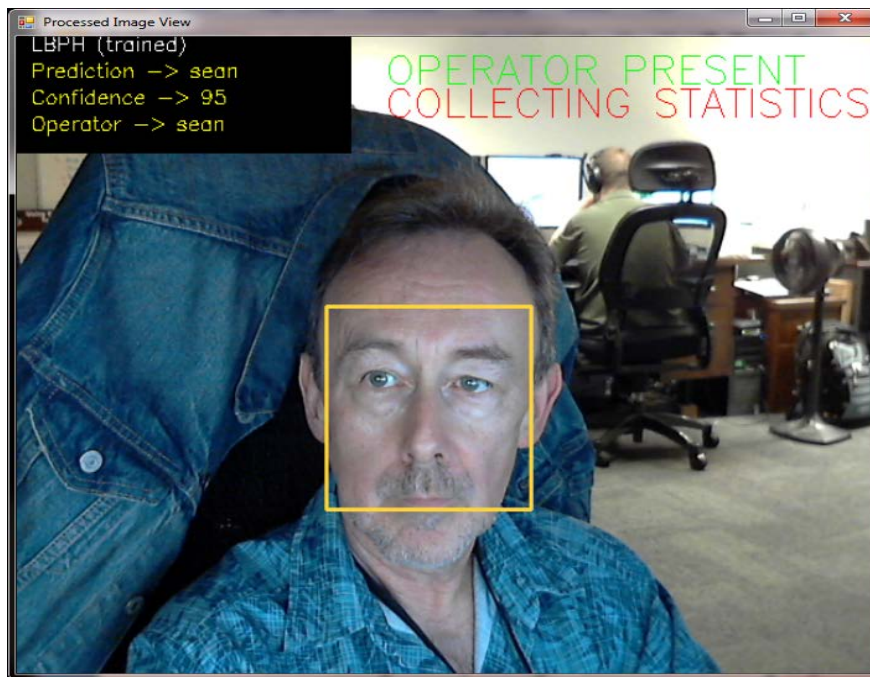 Processed Image View
LBPH (trained)
Prediction -> sean
Confidence -> 95
Operator -> sean
OPERATOR PRESENT
COLLECTING STATISTICS